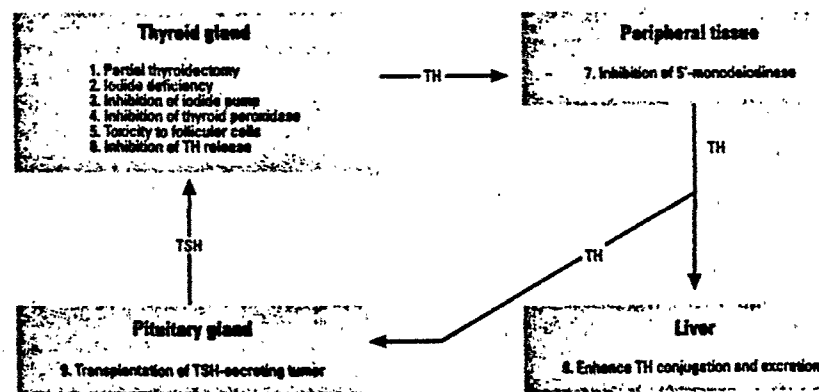 Thyroid gland
1. Partial thyroidectomy
2. Iodide deficiency
3. Inhibition of iodide pump
4. Inhibition of thyroid peroxidase
5. Toxicity to follicular cells
6. Inhibition of TH release
TH
Peripheral tissue
7. Inhibition of 5'-monodeiodinase
TH
TSH
TH
Pituitary gland
9. Transplantation of TSH-secreting tumor
Liver
8. Enhance TH conjugation and excretion